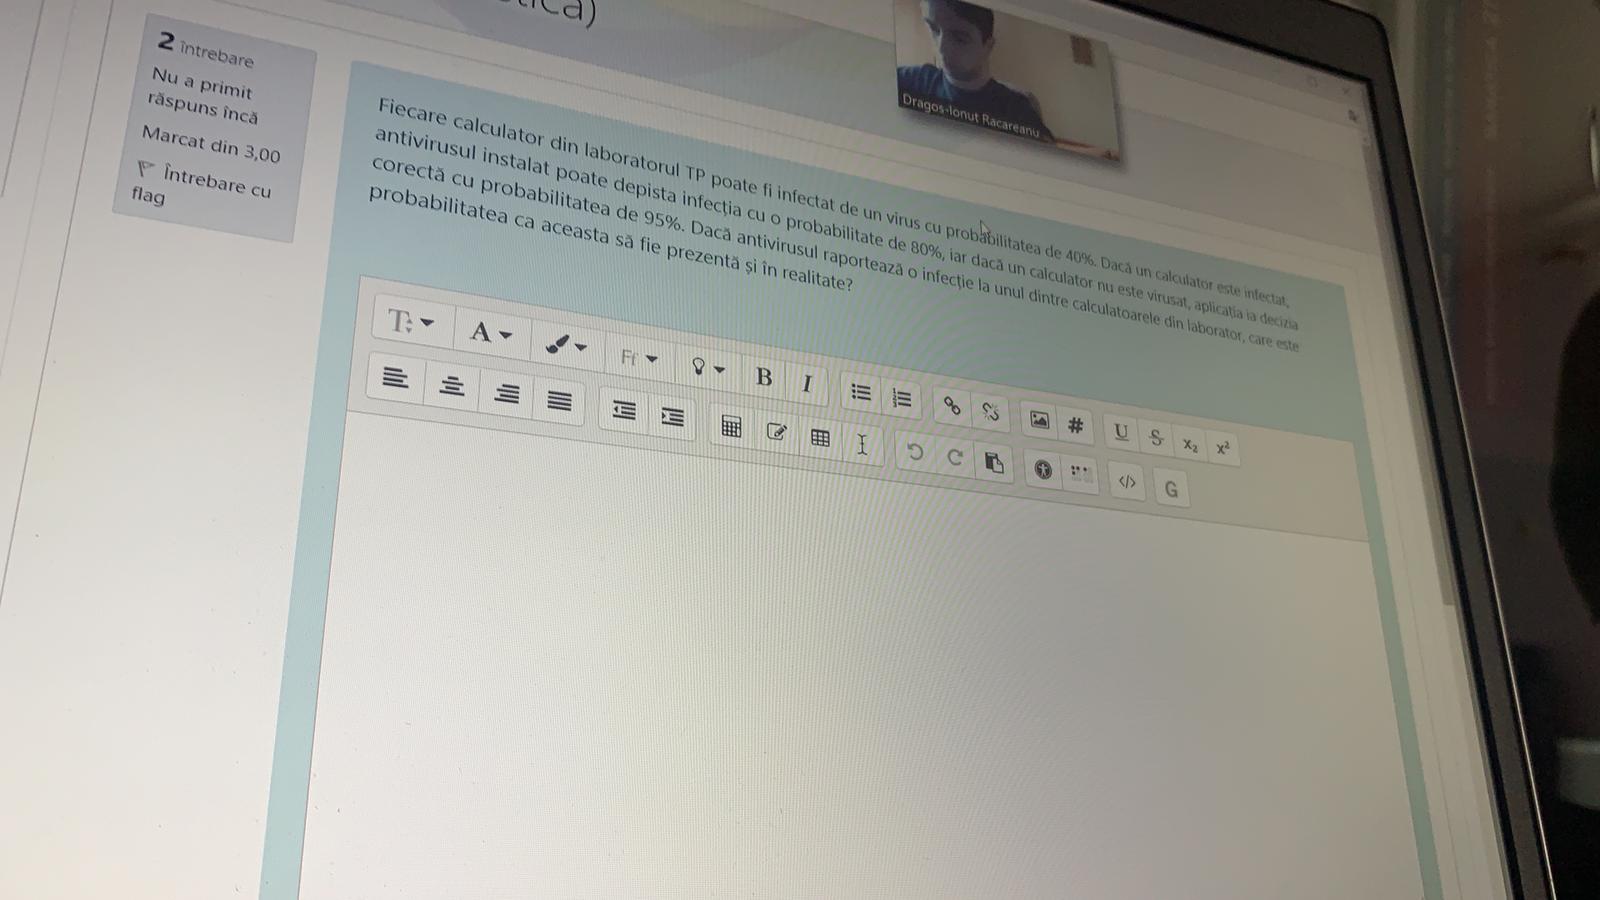 2 întrebare
Nu a primit
răspuns încă
Marcat din 3,00
Întrebare cu
flag
Dragos-Ionut Racareanu
Fiecare calculator din laboratorul TP poate fi infectat de un virus cu probabilitatea de 40%. Dacă un calculator este infectat,
antivirusul instalat poate depista infecția cu o probabilitate de 80%, iar dacă un calculator nu este virusat, aplicația ia decizia
corectă cu probabilitatea de 95%. Dacă antivirusul raportează o infecție la unul dintre calculatoarele din laborator, care este
probabilitatea ca aceasta să fie prezentă și în realitate?
T A Ff B I # U S x₂ x²
</> G